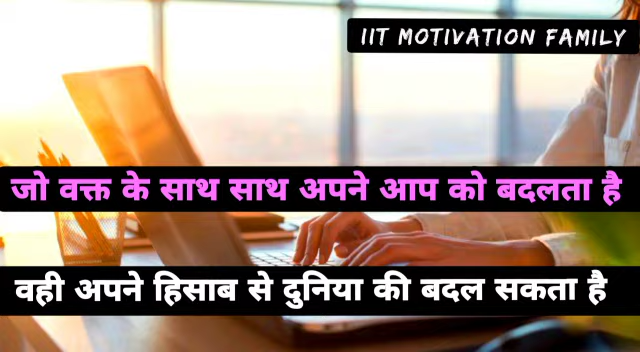 IIT MOTIVATION FAMILY
जो वक्त के साथ साथ अपने आप को बदलता है
वही अपने हिसाब से दुनिया की बदल सकता है